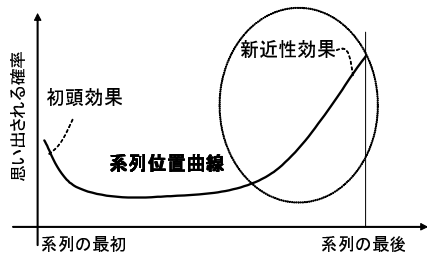 新近性効果
初頭効果
思い出される確率
系列位置曲線
系列の最初
系列の最後